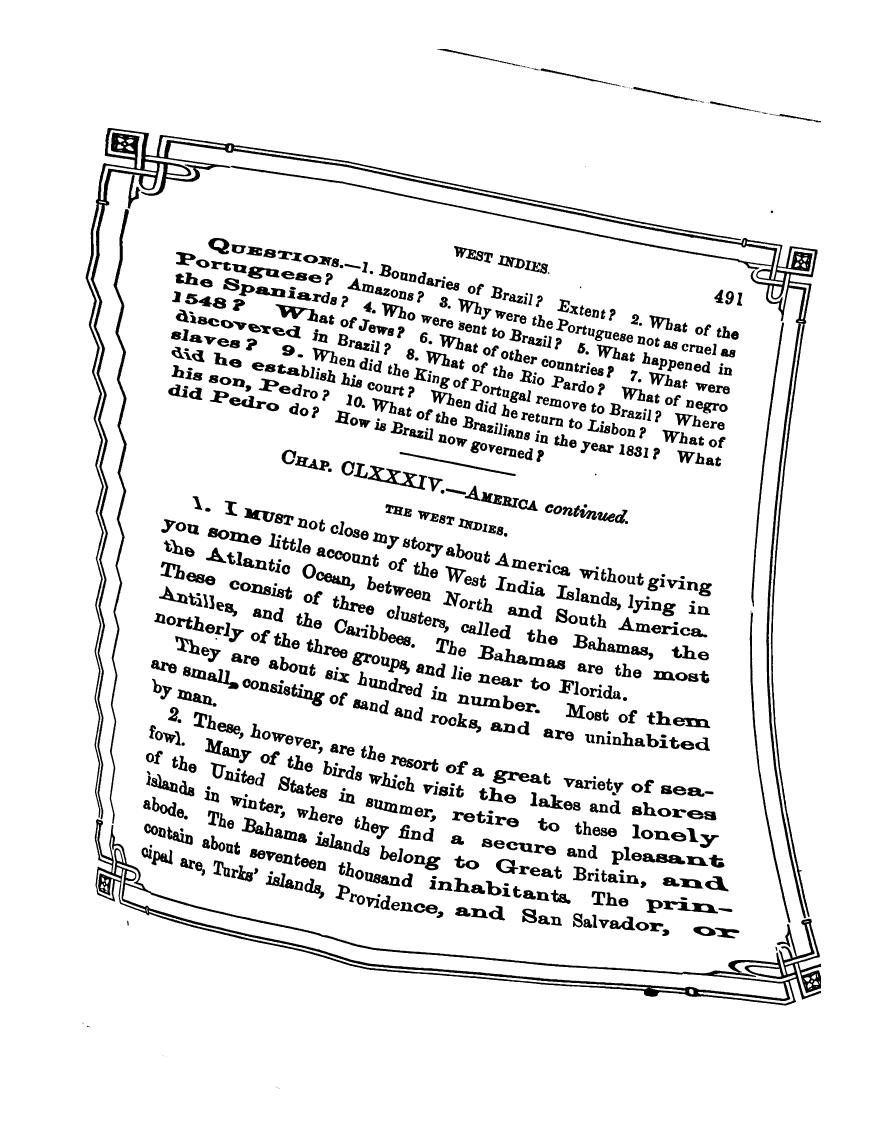 WEST INDIES. 491
QUESTIONS.—1. Boundaries of Brazil? Extent? 2. What of the
Portuguese? Amazons? 3. Why were the Portuguese not as cruel as
the Spaniards? 4. Who were sent to Brazil? 5. What happened in
1548? What of Jews? 6. What of other countries? 7. What were
discovered in Brazil? 8. What of the Rio Pardo? What of negro
slaves? 9. When did the King of Portugal remove to Brazil? Where
did he establish his court? When did he return to Lisbon? What of
his son, Pedro? 10. What of the Brazilians in the year 1831? What
did Pedro do? How is Brazil now governed?
CHAP. CLXXXIV.—AMERICA continued.
THE WEST INDIES.
1. I MUST not close my story about America without giving
you some little account of the West India Islands, lying in
the Atlantic Ocean, between North and South America.
These consist of three clusters, called the Bahamas, the
Antilles, and the Caribbees. The Bahamas are the most
northerly of the three groups, and lie near to Florida.
They are about six hundred in number. Most of them
are small, consisting of sand and rocks, and are uninhabited
by man.
2. These, however, are the resort of a great variety of sea-
fowl. Many of the birds which visit the lakes and shores
of the United States in summer, retire to these lonely
islands in winter, where they find a secure and pleasant
abode. The Bahama islands belong to Great Britain, and
contain about seventeen thousand inhabitants. The prin-
cipal are, Turks' islands, Providence, and San Salvador, or